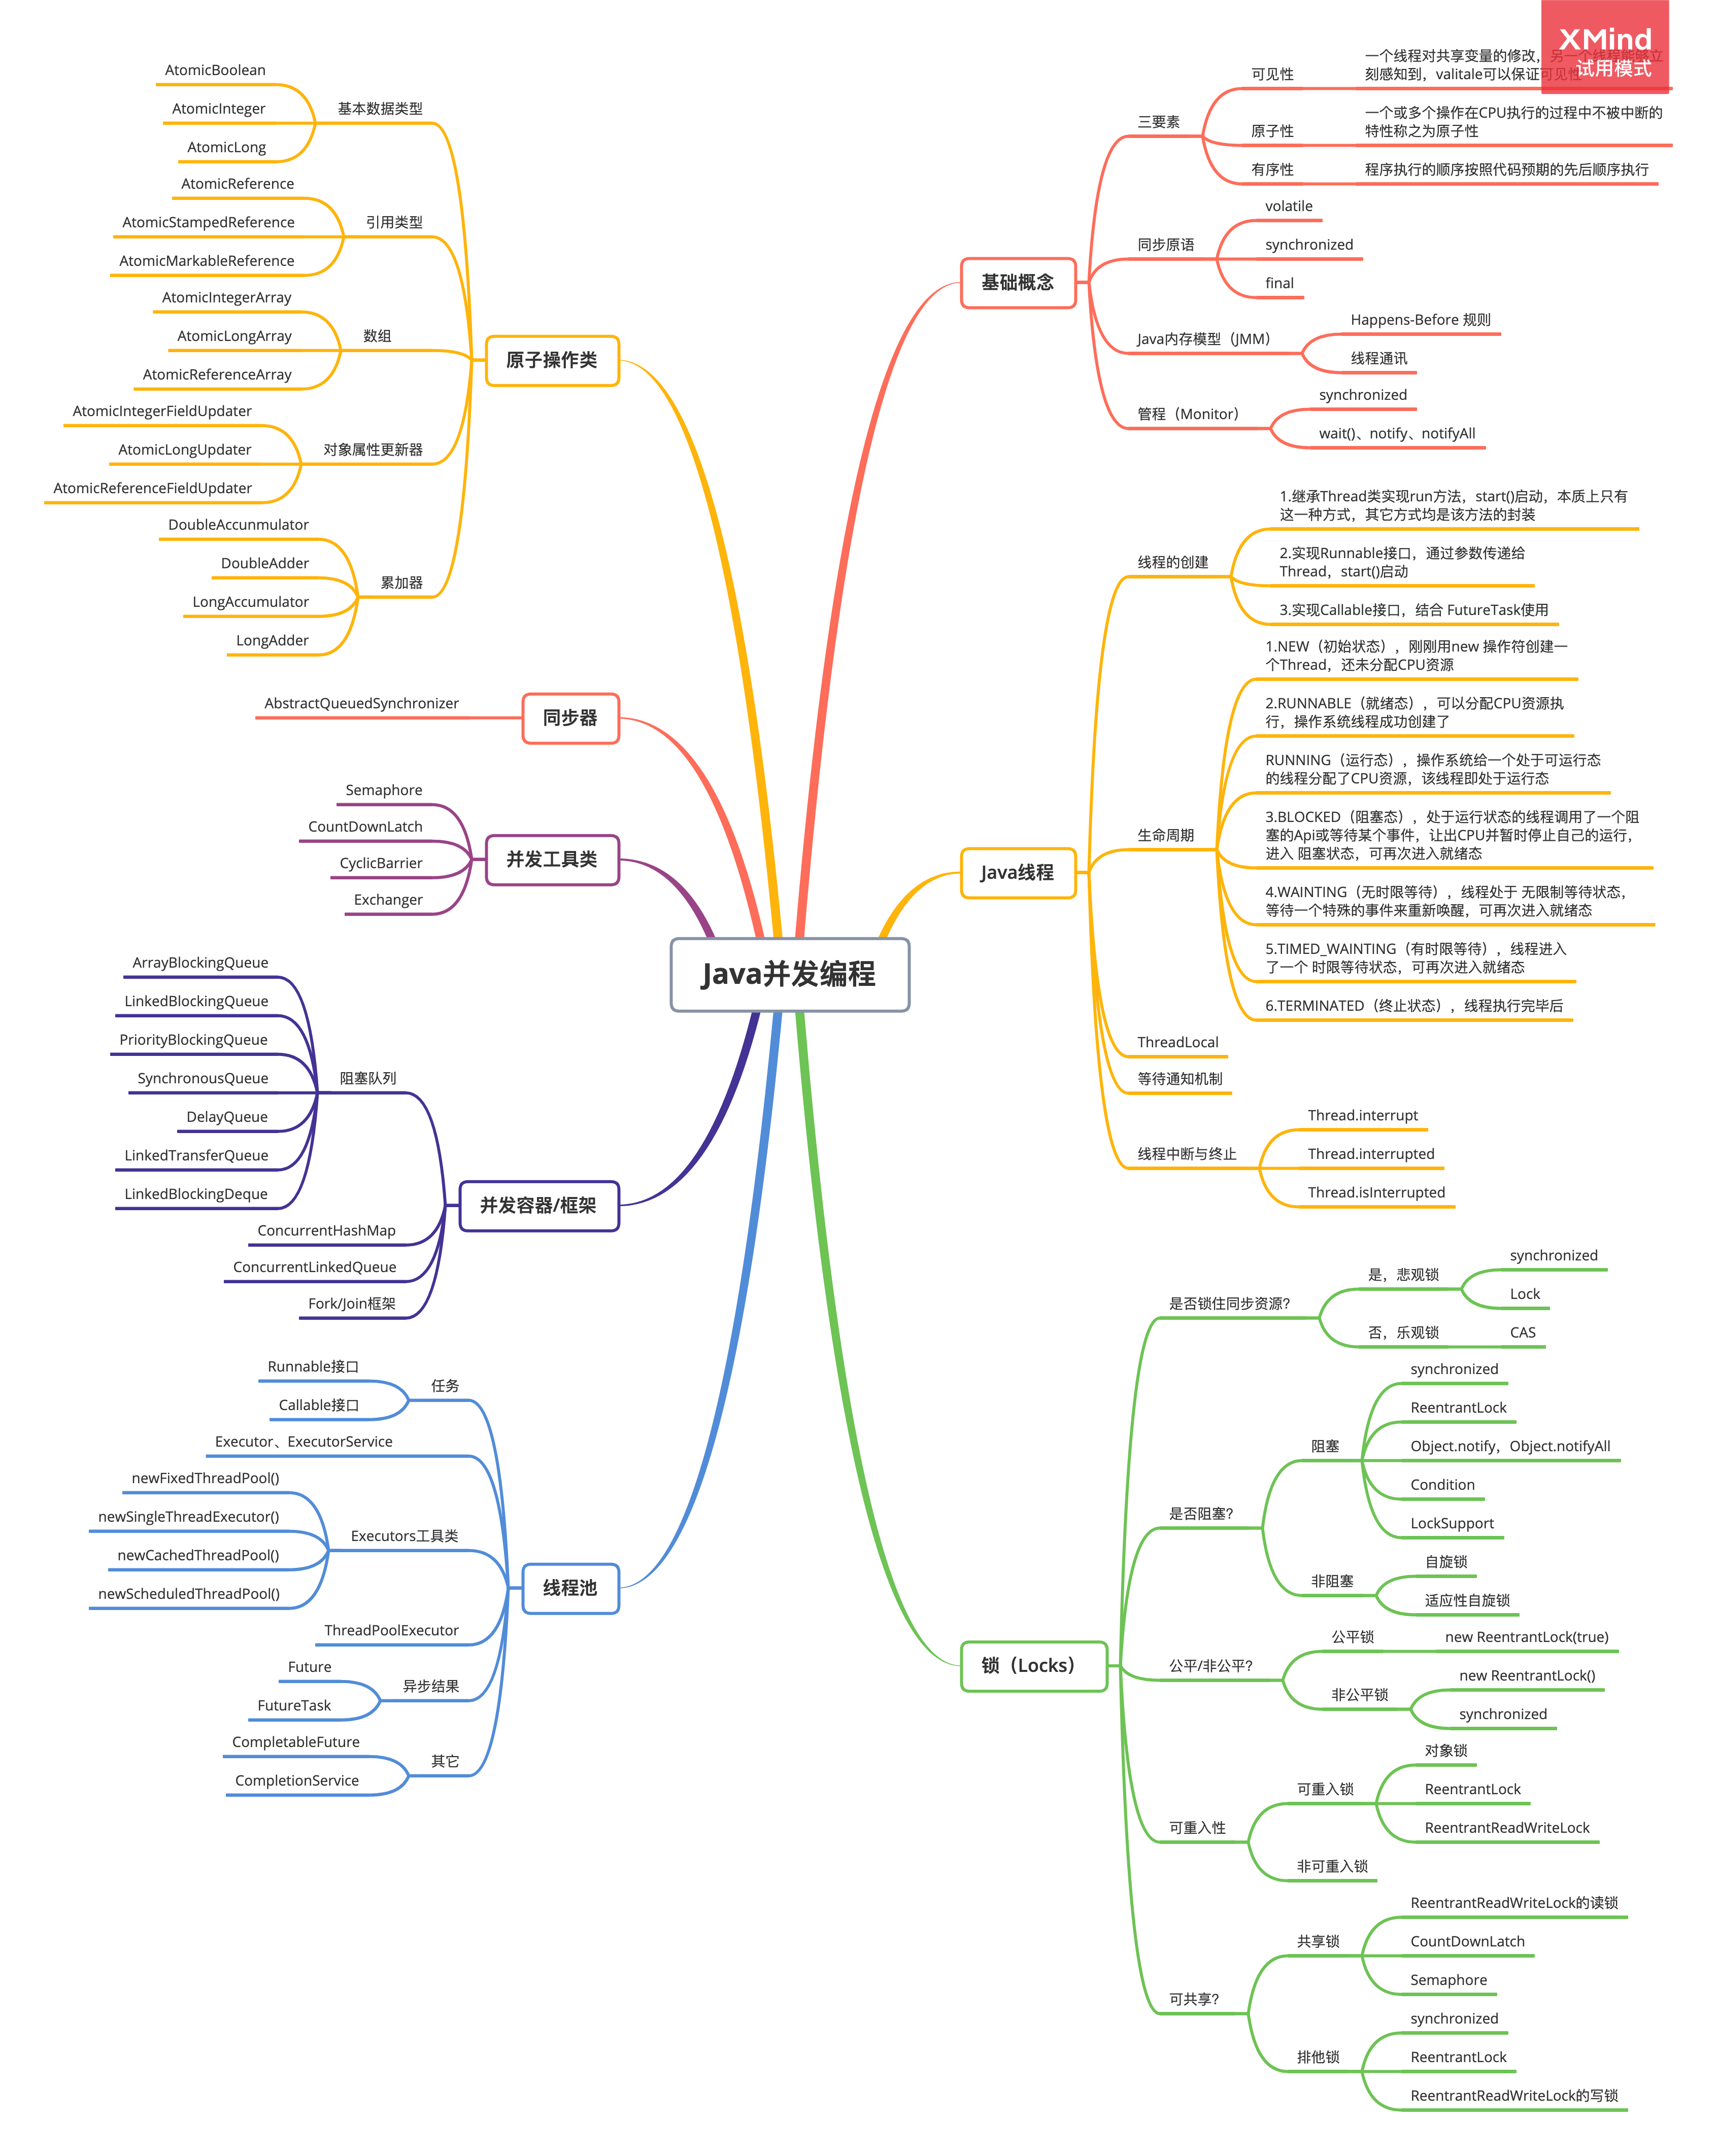 XMind
试用模式
Java并发编程
基础概念
三要素
可见性
一个线程对共享变量的修改，另一个线程能够立
刻感知到，valitale可以保证可见性
原子性
一个或多个操作在CPU执行的过程中不被中断的
特性称之为原子性
有序性
程序执行的顺序按照代码预期的先后顺序执行
同步原语
volatile
synchronized
final
Java内存模型（JMM）
Happens-Before 规则
线程通讯
管程（Monitor）
synchronized
wait()、notify、notifyAll
Java线程
线程的创建
1.继承Thread类实现run方法，start()启动，本质上只有
这一种方式，其它方式均是该方法的封装
2.实现Runnable接口，通过参数传递给
Thread，start()启动
3.实现Callable接口，结合 FutureTask使用
生命周期
1.NEW（初始状态），刚刚用new 操作符创建一
个Thread，还未分配CPU资源
2.RUNNABLE（就绪态），可以分配CPU资源执
行，操作系统线程成功创建了
RUNNING（运行态），操作系统给一个处于可运行态
的线程分配了CPU资源，该线程即处于运行态
3.BLOCKED（阻塞态），处于运行状态的线程调用了一个阻
塞的Api或等待某个事件，让出CPU并暂时停止自己的运行，
进入 阻塞状态，可再次进入就绪态
4.WAINTING（无时限等待），线程处于 无限制等待状态，
等待一个特殊的事件来重新唤醒，可再次进入就绪态
5.TIMED_WAINTING（有时限等待），线程进入
了一个 时限等待状态，可再次进入就绪态
6.TERMINATED（终止状态），线程执行完毕后
ThreadLocal
等待通知机制
线程中断与终止
Thread.interrupt
Thread.interrupted
Thread.isInterrupted
锁（Locks）
是否锁住同步资源？
是，悲观锁
synchronized
Lock
否，乐观锁
CAS
是否阻塞？
阻塞
synchronized
ReentrantLock
Object.notify，Object.notifyAll
Condition
LockSupport
非阻塞
自旋锁
适应性自旋锁
公平/非公平？
公平锁
new ReentrantLock(true)
非公平锁
new ReentrantLock()
synchronized
可重入性
可重入锁
对象锁
ReentrantLock
ReentrantReadWriteLock
非可重入锁
可共享？
共享锁
ReentrantReadWriteLock的读锁
CountDownLatch
Semaphore
排他锁
synchronized
ReentrantLock
ReentrantReadWriteLock的写锁
原子操作类
基本数据类型
AtomicBoolean
AtomicInteger
AtomicLong
引用类型
AtomicReference
AtomicStampedReference
AtomicMarkableReference
数组
AtomicIntegerArray
AtomicLongArray
AtomicReferenceArray
对象属性更新器
AtomicIntegerFieldUpdater
AtomicLongUpdater
AtomicReferenceFieldUpdater
累加器
DoubleAccunmulator
DoubleAdder
LongAccumulator
LongAdder
同步器
AbstractQueuedSynchronizer
并发工具类
Semaphore
CountDownLatch
CyclicBarrier
Exchanger
并发容器/框架
阻塞队列
ArrayBlockingQueue
LinkedBlockingQueue
PriorityBlockingQueue
SynchronousQueue
DelayQueue
LinkedTransferQueue
LinkedBlockingDeque
ConcurrentHashMap
ConcurrentLinkedQueue
Fork/Join框架
线程池
任务
Runnable接口
Callable接口
Executor、ExecutorService
Executors工具类
newFixedThreadPool()
newSingleThreadExecutor()
newCachedThreadPool()
newScheduledThreadPool()
ThreadPoolExecutor
异步结果
Future
FutureTask
其它
CompletableFuture
CompletionService